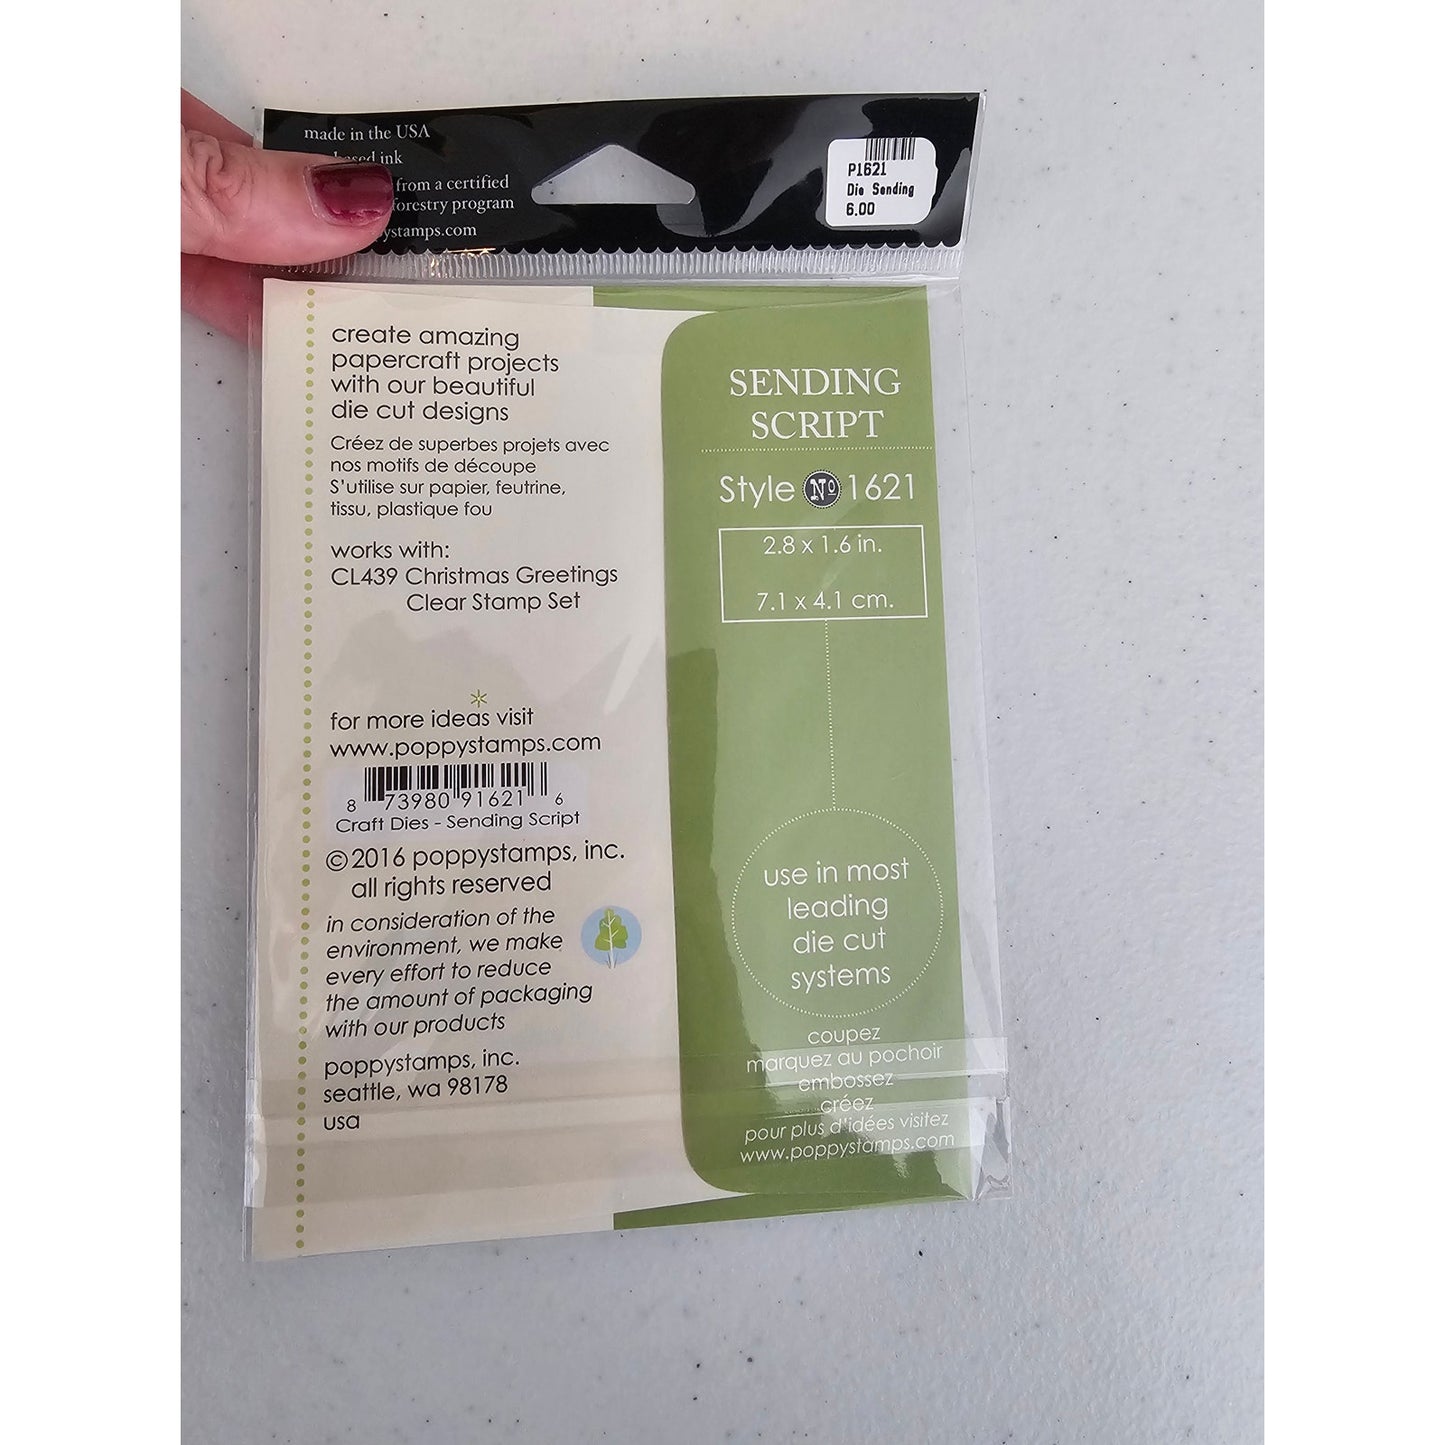 made in the USA
ink
from a certified
forestry program
ystamps.com
P1621
Die Sending
6.00
create amazing
papercraft projects
with our beautiful
die cut designs
Créez de superbes projets avec
nos motifs de découpe
S'utilise sur papier, feutrine,
tissu, plastique fou
works with:
CL439 Christmas Greetings
Clear Stamp Set
for more ideas visit
www.poppystamps.com
8 73980 91621 6
Craft Dies - Sending Script
©2016 poppystamps, inc.
all rights reserved
in consideration of the
environment, we make
every effort to reduce
the amount of packaging
with our products
poppystamps, inc.
seattle, wa 98178
usa
SENDING
SCRIPT
Style Nº 1621
2.8 x 1.6 in.
7.1 x 4.1 cm.
use in most
leading
die cut
systems
coupez
marquez au pochoir
embossez
créez
pour plus d'idées visitez
www.poppystamps.com